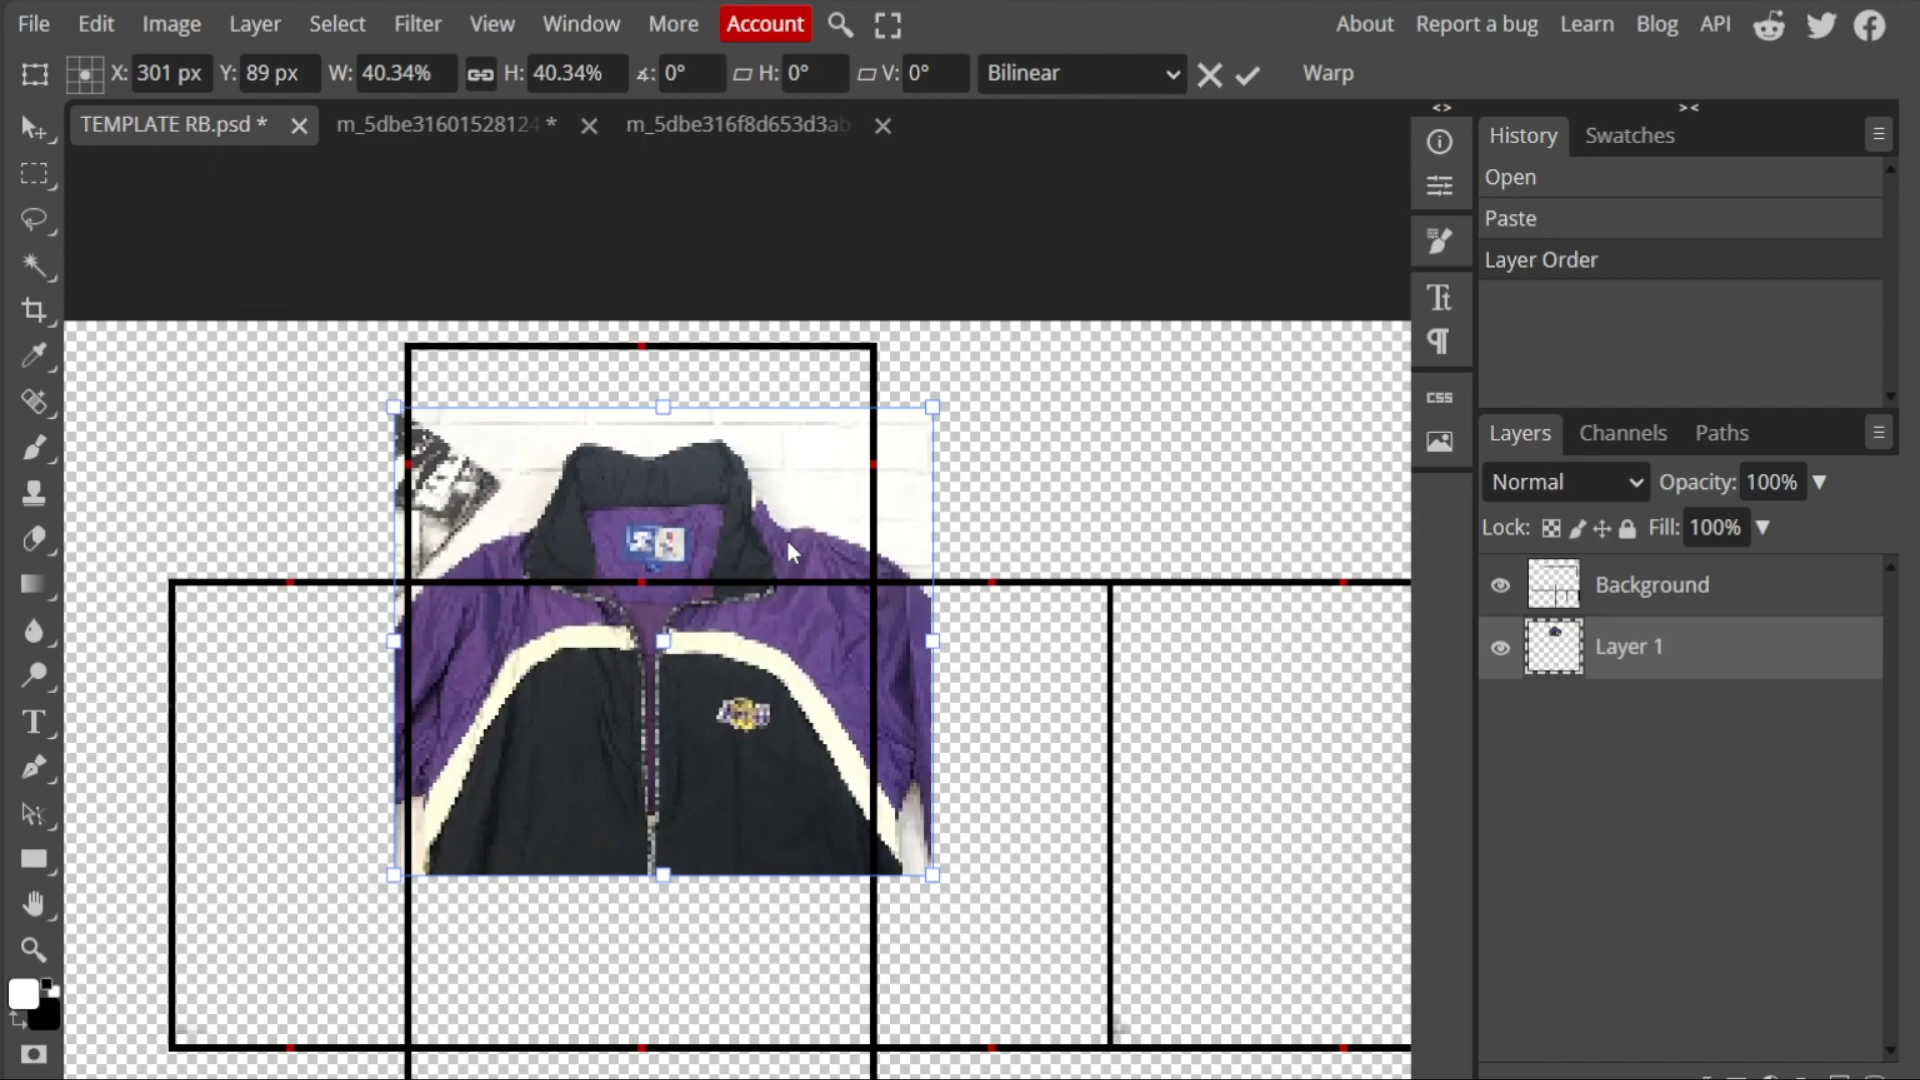 File Edit Image Layer Select Filter View Window More Account About Report a bug Learn Blog API
X: 301 px Y: 89 px W: 40.34% H: 40.34% ∡: 0° H: 0° V: 0° Bilinear Warp
TEMPLATE RB.psd * m_5dbe31601528124 * m_5dbe316f8d653d3ab
History Swatches
Open
Paste
Layer Order
CSS
Layers Channels Paths
Normal Opacity: 100%
Lock: Fill: 100%
Background
Layer 1